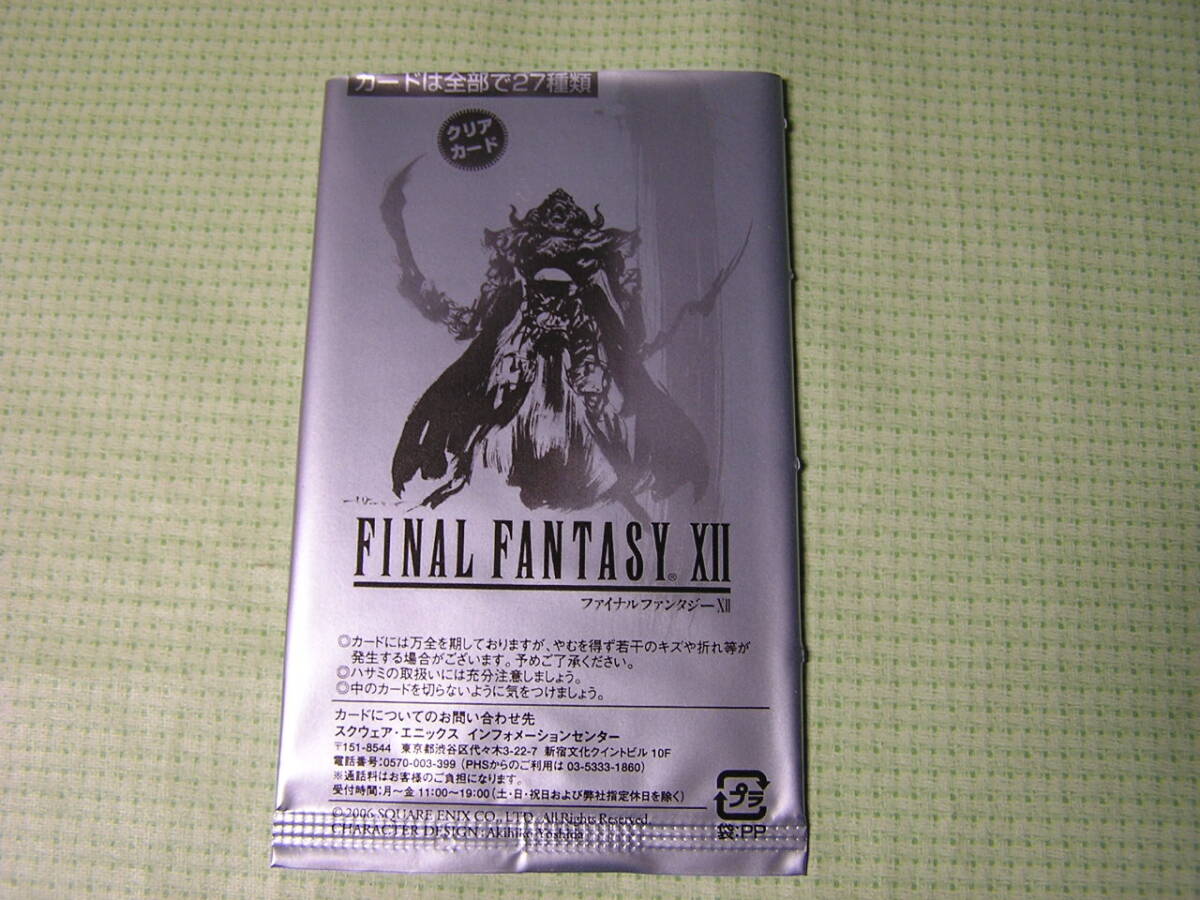 カードは全部で27種類
クリア
カード
FINAL FANTASY® XII
ファイナルファンタジーXII
◎カードには万全を期しておりますが、やむを得ず若干のキズや折れ等が
発生する場合がございます。予めご了承ください。
◎ハサミの取扱いには充分注意しましょう。
◎中のカードを切らないように気をつけましょう。
カードについてのお問い合わせ先
スクウェア・エニックス インフォメーションセンター
〒151-8544 東京都渋谷区代々木3-22-7 新宿文化クイントビル 10F
電話番号:0570-003-399 (PHSからのご利用は 03-5333-1860)
※通話料はお客様のご負担になります。
受付時間:月～金 11:00～19:00(土・日・祝日および弊社指定休日を除く)
プラ
袋:PP
©2006 SQUARE ENIX CO., LTD. All Rights Reserved.
CHARACTER DESIGN : Akihiko Yoshida